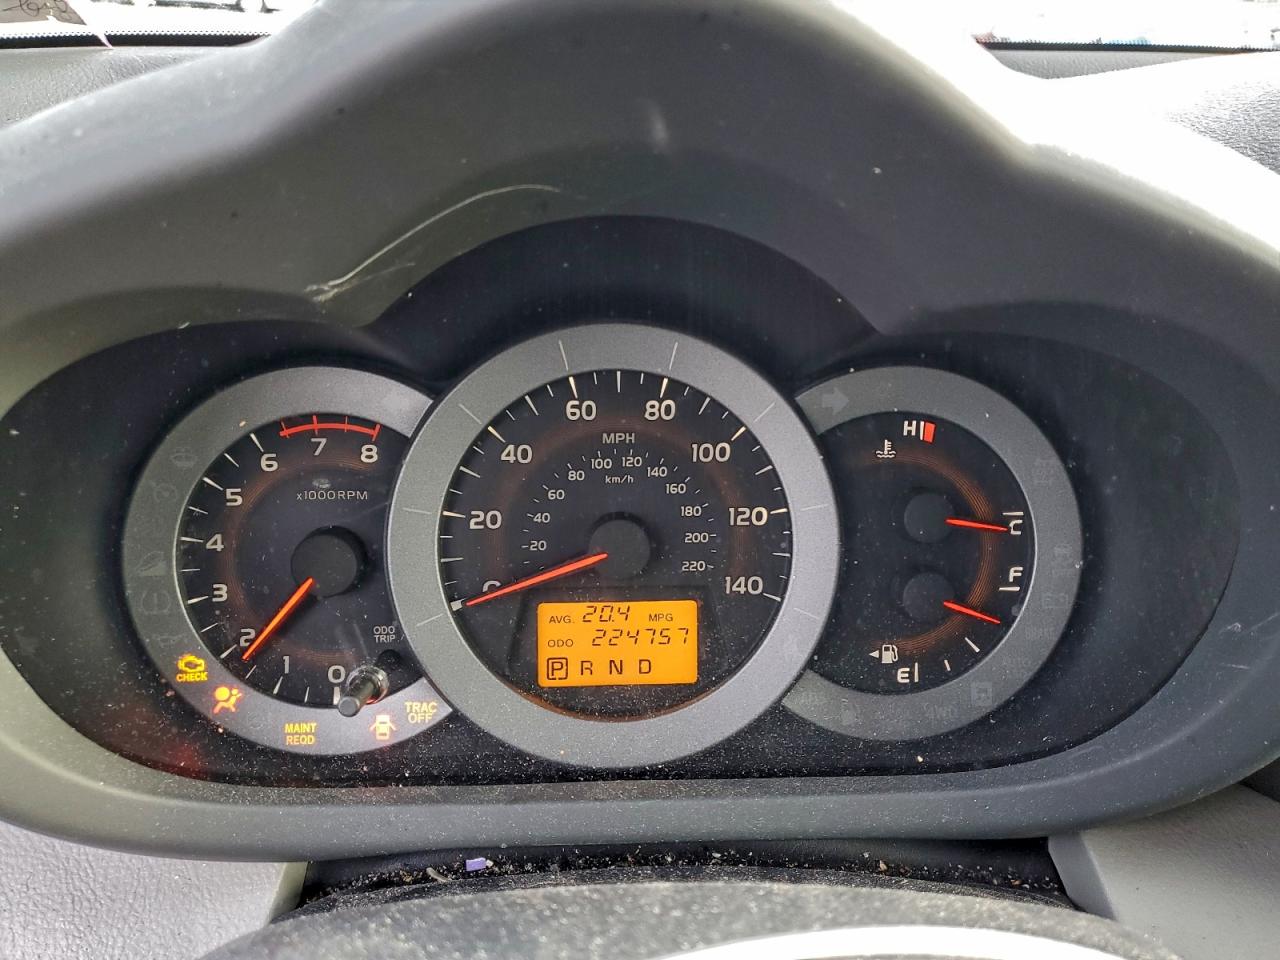 0 1 2 3 4 5 6 7 8
x1000RPM
ODO
TRIP
CHECK
MAINT
REQD
TRAC
OFF
0 20 40 60 80 100 120 140
MPH
20 40 60 80 100 120 140 160 180 200 220
km/h
AVG. 20.4 MPG
ODO 224757
P R N D
H
C
F
E